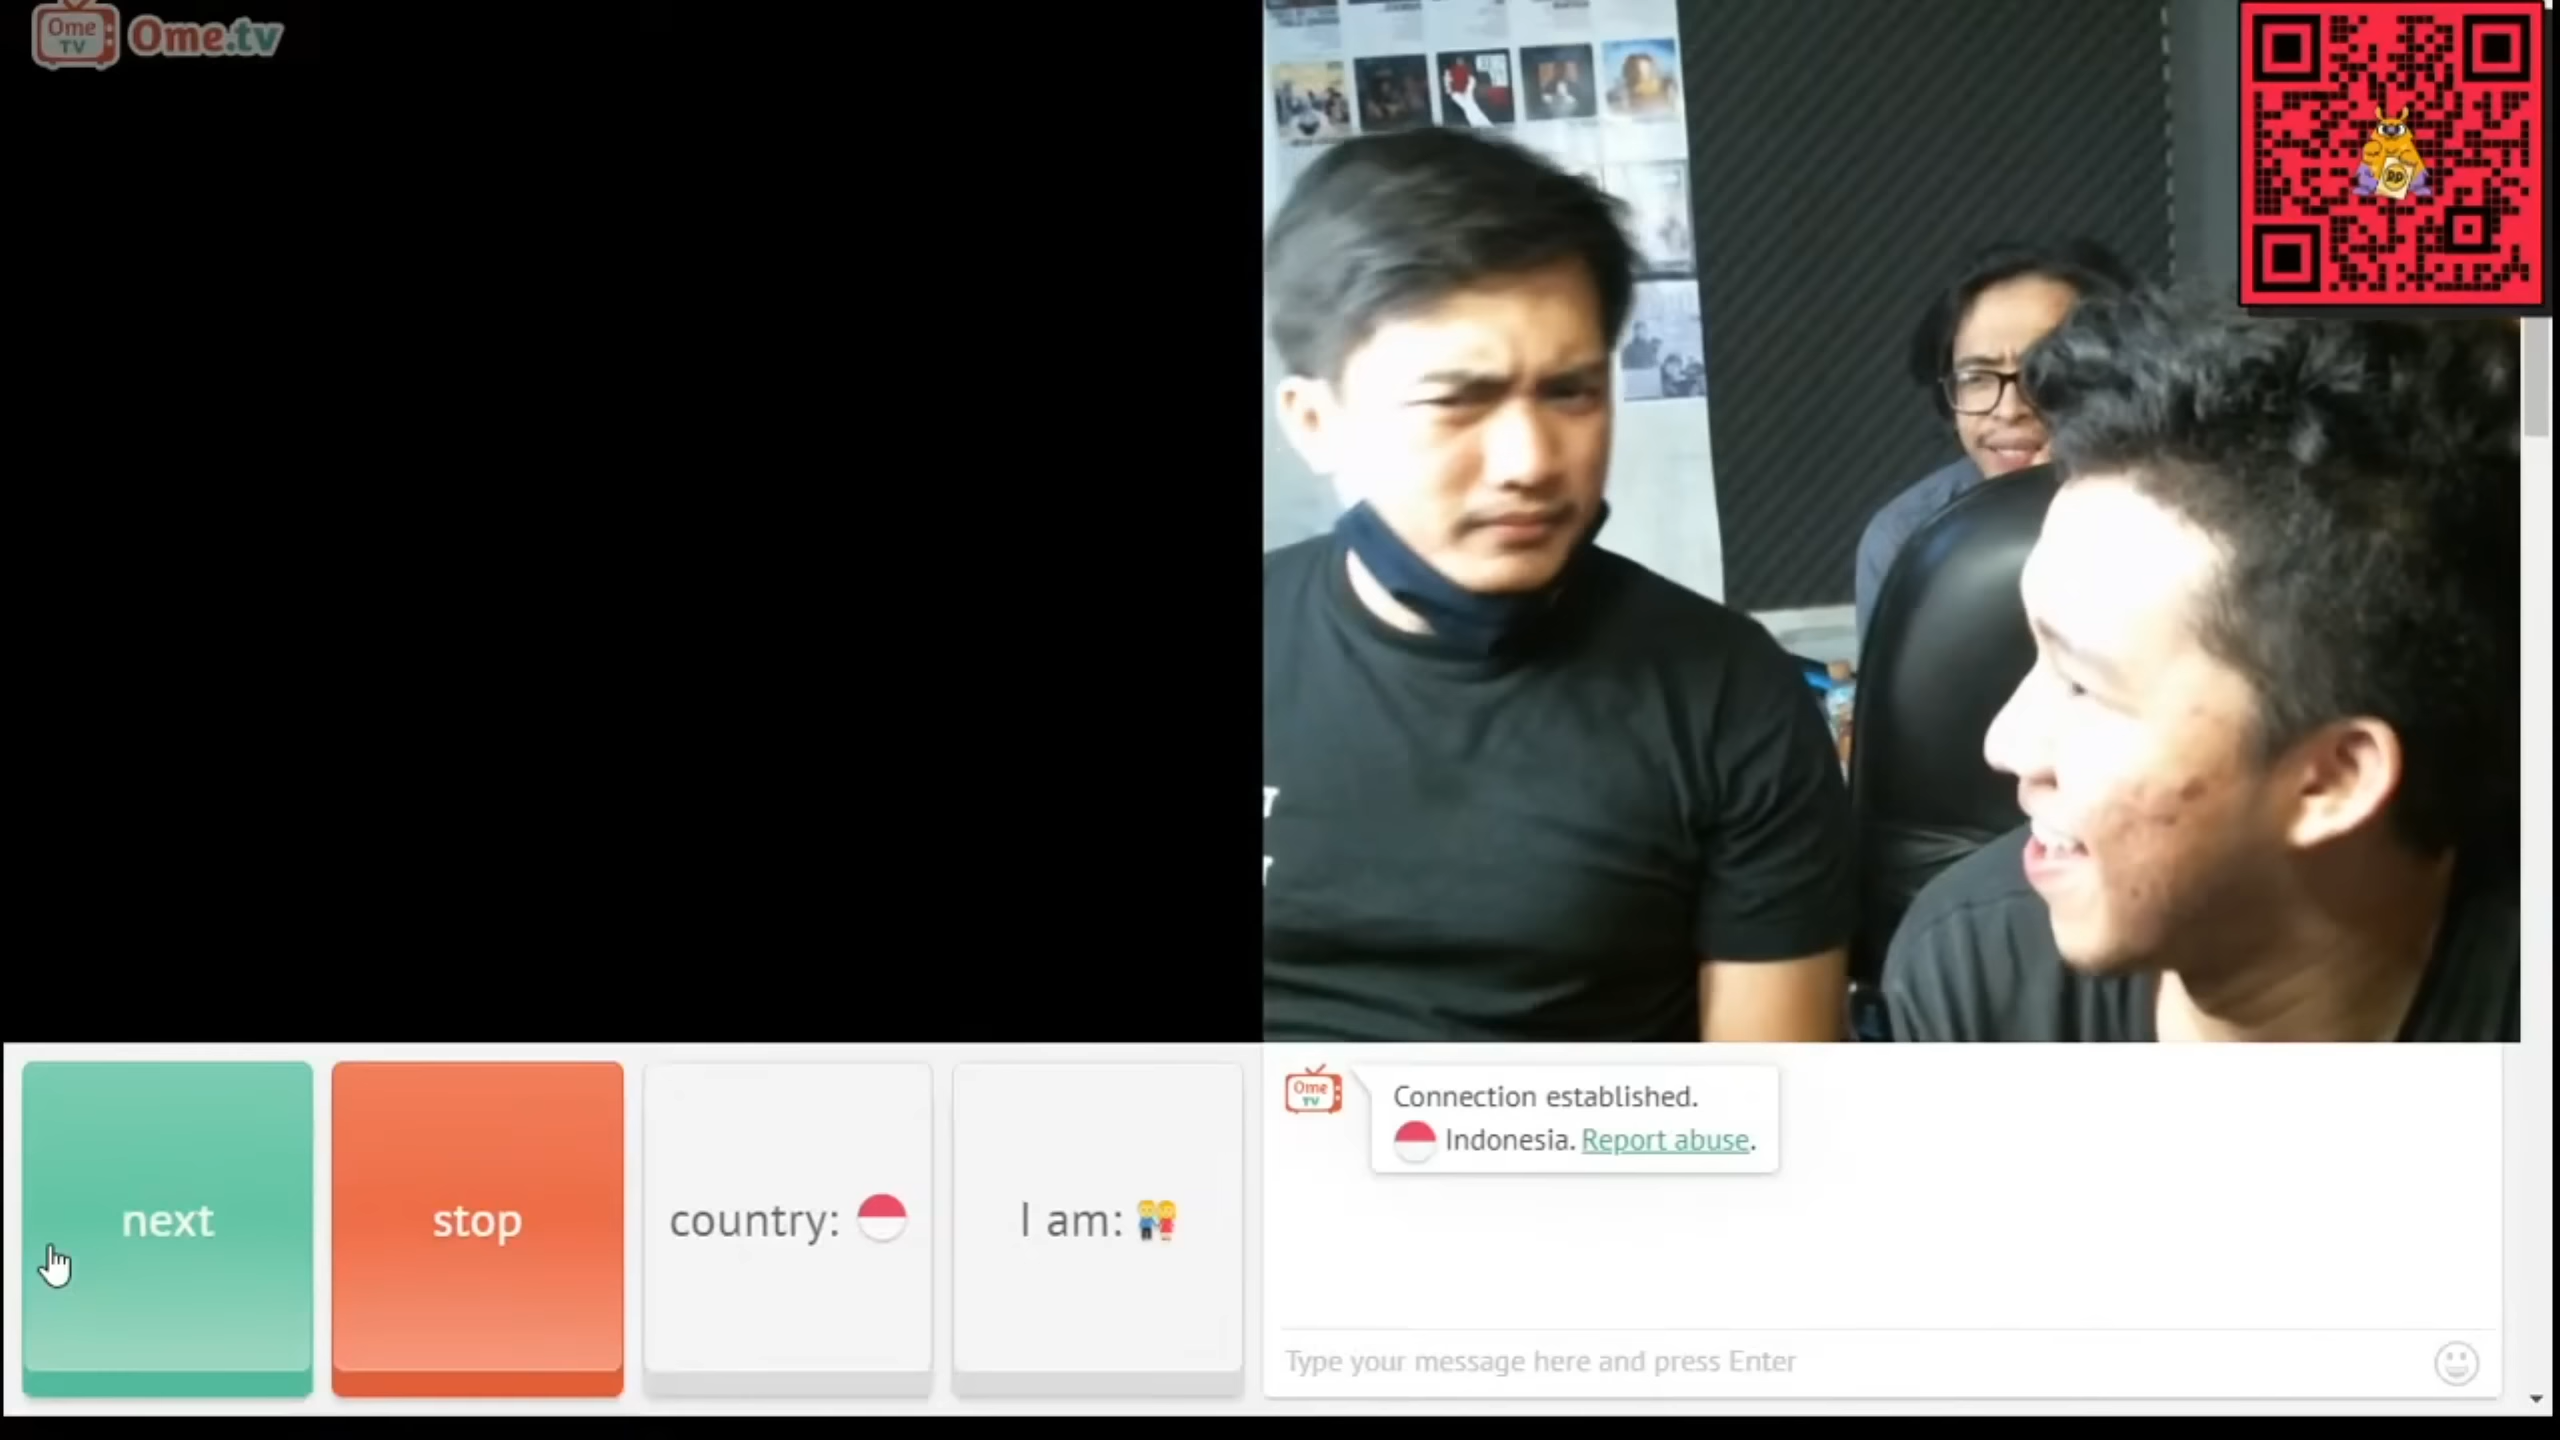 Ome
TV
Ome.tv
RP
next
stop
country:
I am:
Ome
TV
Connection established.
Indonesia. Report abuse.
Type your message here and press Enter